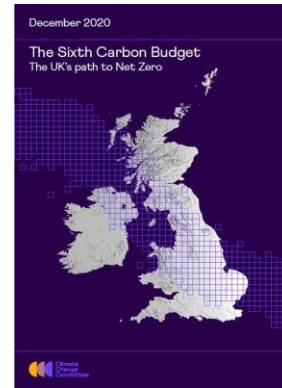 December 2020
The Sixth Carbon Budget
The UK's path to Net Zero
Climate
Change
Committee